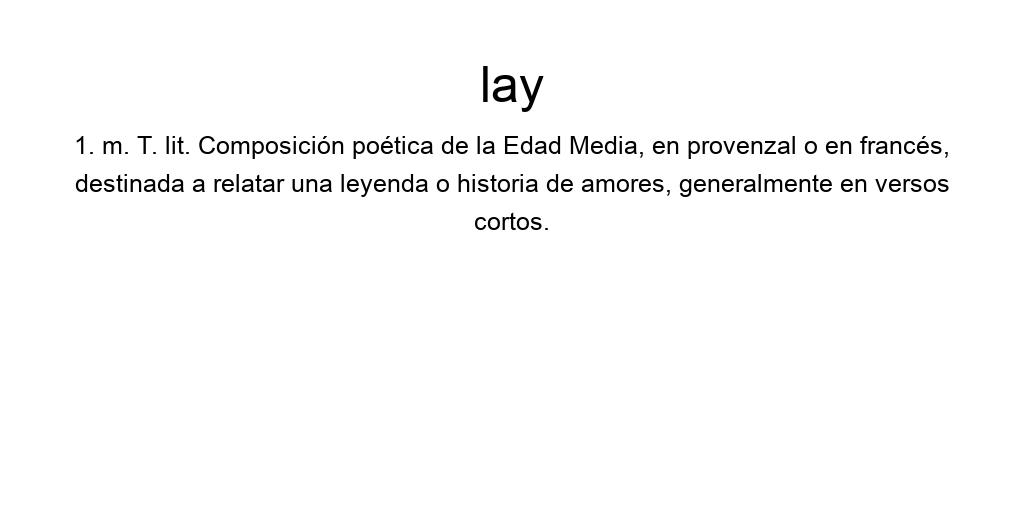 lay
1. m. T. lit. Composición poética de la Edad Media, en provenzal o en francés,
destinada a relatar una leyenda o historia de amores, generalmente en versos
cortos.